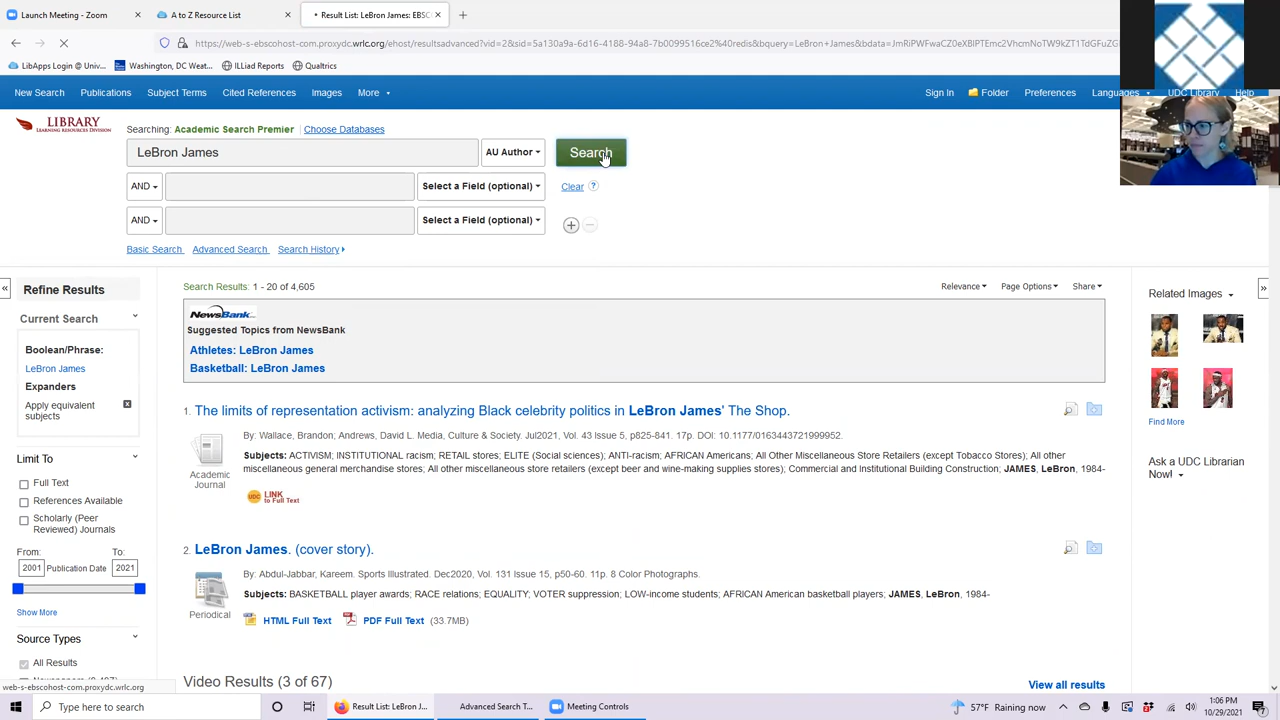 Launch Meeting - Zoom
A to Z Resource List
Result List: LeBron James: EBSC
web-s-ebscohost-com.proxydc.wrlc.org/ehost/resultsadvanced?vid=2&sid=5a130a9a-6d16-4188-94a8-7b0099516ce2%40redis&bquery=LeBron+James&bdata=
LibApps Login @ Univ...
Washington, DC Weat...
ILLiad Reports
Qualtrics
New Search Publications Subject Terms Cited References Images More
Sign In Folder Preferences Languages UDC Library Help
LIBRARY
LEARNING RESOURCES DIVISION
Searching: Academic Search Premier Choose Databases
LeBron James AU Author Search
AND Select a Field (optional) Clear ?
AND Select a Field (optional)
Basic Search Advanced Search Search History
Refine Results
Current Search
Boolean/Phrase:
LeBron James
Expanders
Apply equivalent
subjects
Limit To
Full Text
References Available
Scholarly (Peer
Reviewed) Journals
From: To:
2001 Publication Date 2021
Show More
Source Types
All Results
Search Results: 1 - 20 of 4,605
Relevance Page Options Share
NewsBank
Suggested Topics from NewsBank
Athletes: LeBron James
Basketball: LeBron James
1. The limits of representation activism: analyzing Black celebrity politics in LeBron James' The Shop.
By: Wallace, Brandon; Andrews, David L. Media, Culture & Society. Jul2021, Vol. 43 Issue 5, p825-841. 17p. DOI: 10.1177/0163443721999952.
Subjects: ACTIVISM; INSTITUTIONAL racism; RETAIL stores; ELITE (Social sciences); ANTI-racism; AFRICAN Americans; All Other Miscellaneous Store Retailers (except Tobacco Stores); All other
miscellaneous general merchandise stores; All other miscellaneous store retailers (except beer and wine-making supplies stores); Commercial and Institutional Building Construction; JAMES, LeBron, 1984-
Academic
Journal
UDC LINK
to Full Text
2. LeBron James. (cover story).
By: Abdul-Jabbar, Kareem. Sports Illustrated. Dec2020, Vol. 131 Issue 15, p50-60. 11p. 8 Color Photographs.
Subjects: BASKETBALL player awards; RACE relations; EQUALITY; VOTER suppression; LOW-income students; AFRICAN American basketball players; JAMES, LeBron, 1984-
Periodical
HTML Full Text PDF Full Text (33.7MB)
Video Results (3 of 67)
View all results
Related Images
Find More
Ask a UDC Librarian
Now!
web-s-ebscohost-com.proxydc.wrlc.org
Type here to search
Result List: LeBron J...
Advanced Search T...
Meeting Controls
57°F Raining now
1:06 PM
10/29/2021
7